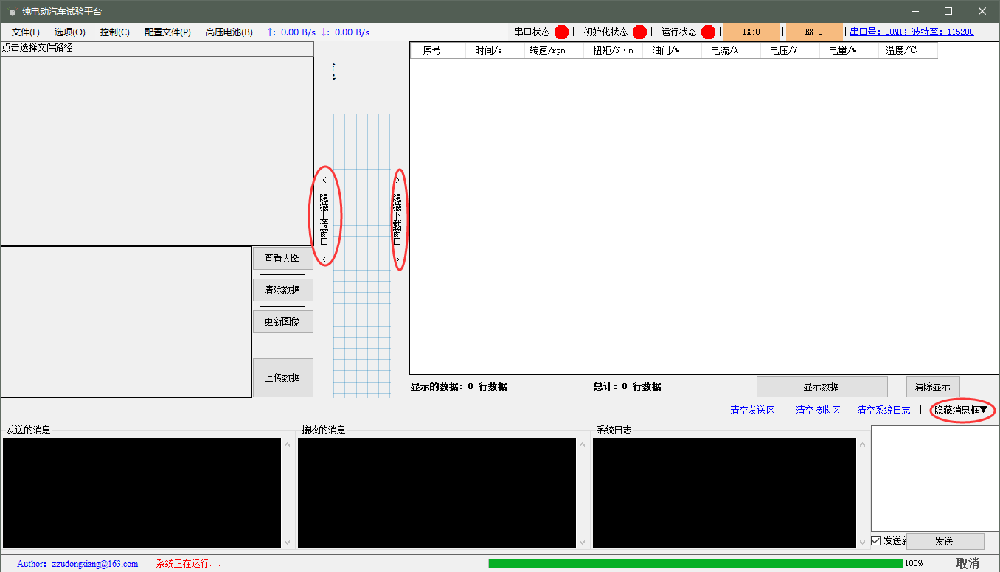 纯电动汽车试验平台
文件(F) 选项(O) 控制(C) 配置文件(P) 高压电池(B) ↑: 0.00 B/s ↓: 0.00 B/s 串口状态 | 初始化状态 | 运行状态 | TX:0 | RX:0 | 串口号: COM1; 波特率: 115200
点击选择文件路径
序号 时间/s 转速/rpm 扭矩/N·m 油门/% 电流/A 电压/V 电量/% 温度/℃
< 隐藏上传窗口 <
> 隐藏下载窗口 >
查看大图
清除数据
更新图像
上传数据
显示的数据: 0 行数据 总计: 0 行数据 显示数据 清除显示
清空发送区 清空接收区 清空系统日志 | 隐藏消息框▼
发送的消息 接收的消息 系统日志
发送新 发送
Author: zzudongxiang@163.com 系统正在运行... 100% 取消